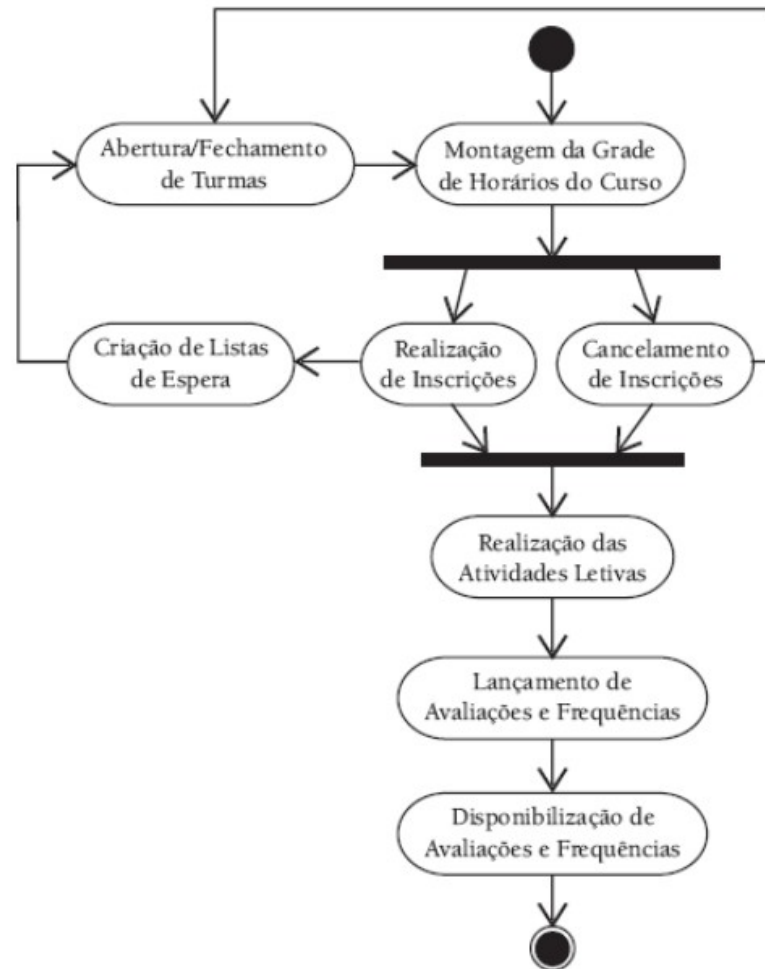 Abertura/Fechamento
de Turmas
Montagem da Grade
de Horários do Curso
Criação de Listas
de Espera
Realização
de Inscrições
Cancelamento
de Inscrições
Realização das
Atividades Letivas
Lançamento de
Avaliações e Frequências
Disponibilização de
Avaliações e Frequências